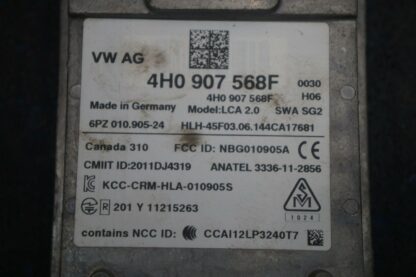 VW AG
4H0 907 568F 0030
4H0 907 568F H06
Made in Germany Model:LCA 2.0 SWA SG2
6PZ 010.905-24 HLH-45F03.06.144CA17681
Canada 310 FCC ID: NBG010905A CE
CMIIT ID:2011DJ4319 ANATEL 3336-11-2856
KCC-CRM-HLA-010905S
R 201 Y 11215263
1024
contains NCC ID: CCAI12LP3240T7